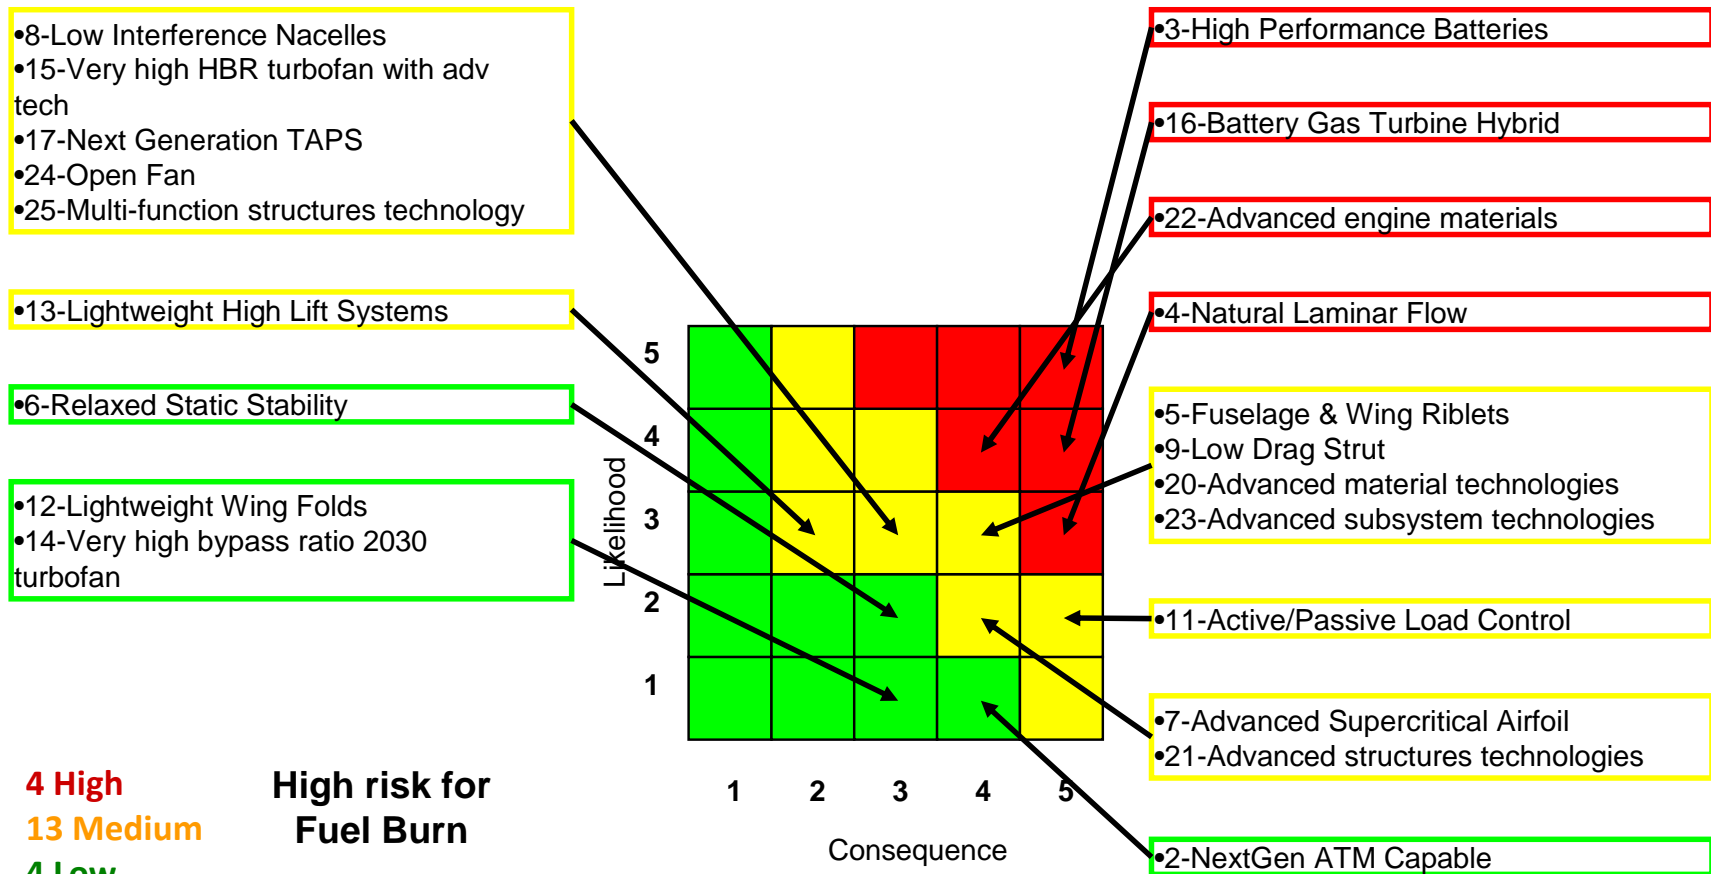 •8-Low Interference Nacelles
•15-Very high HBR turbofan with adv
tech
•17-Next Generation TAPS
•24-Open Fan
•25-Multi-function structures technology
•13-Lightweight High Lift Systems
•6-Relaxed Static Stability
•12-Lightweight Wing Folds
•14-Very high bypass ratio 2030
turbofan
4 High
13 Medium
4 Low
High risk for
Fuel Burn
Likelihood
5
4
3
2
1
1 2 3 4 5
Consequence
•3-High Performance Batteries
•16-Battery Gas Turbine Hybrid
•22-Advanced engine materials
•4-Natural Laminar Flow
•5-Fuselage & Wing Riblets
•9-Low Drag Strut
•20-Advanced material technologies
•23-Advanced subsystem technologies
•11-Active/Passive Load Control
•7-Advanced Supercritical Airfoil
•21-Advanced structures technologies
•2-NextGen ATM Capable